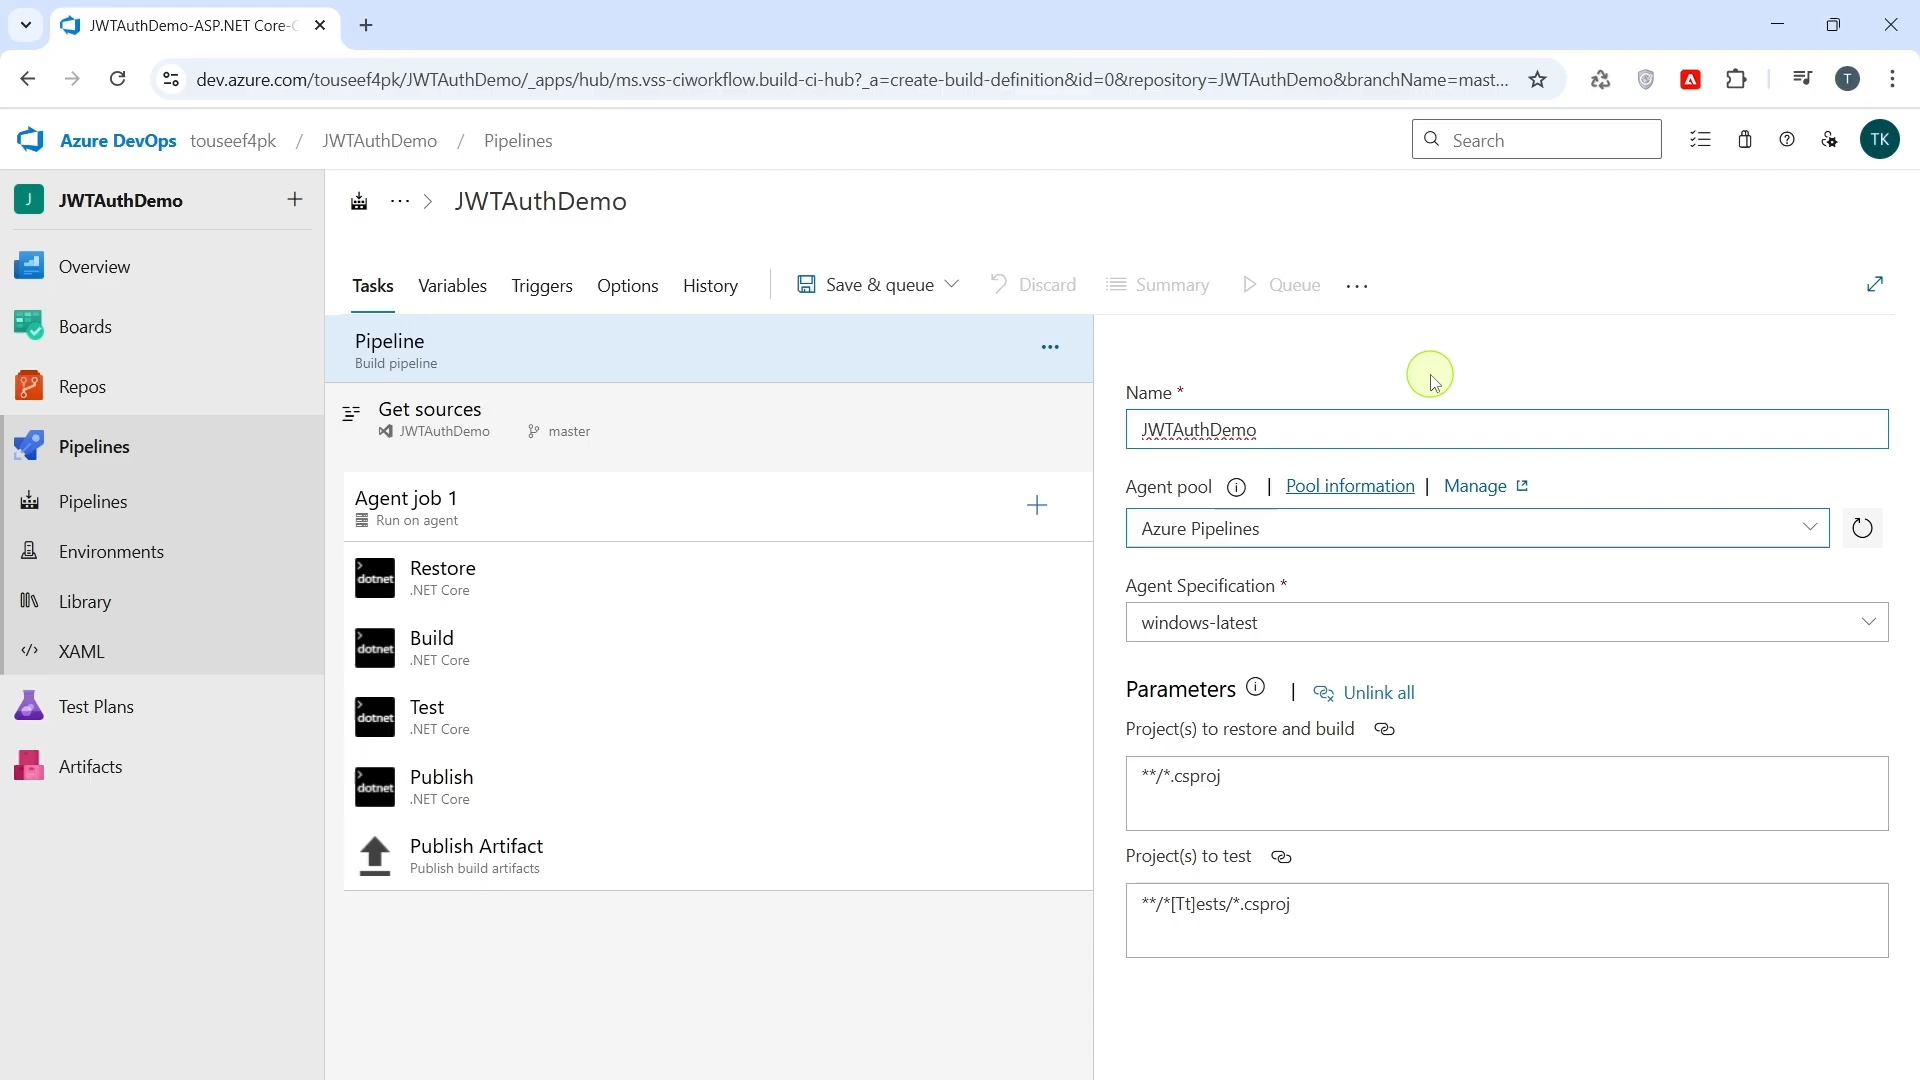 JWTAuthDemo-ASP.NET Core-
dev.azure.com/touseef4pk/JWTAuthDemo/_apps/hub/ms.vss-ciworkflow.build-ci-hub?_a=create-build-definition&id=0&repository=JWTAuthDemo&branchName=mast...
T
Azure DevOps touseef4pk / JWTAuthDemo / Pipelines
Search
TK
J JWTAuthDemo
Overview
Boards
Repos
Pipelines
Pipelines
Environments
Library
XAML
Test Plans
Artifacts
JWTAuthDemo
Tasks Variables Triggers Options History Save & queue Discard Summary Queue
Pipeline
Build pipeline
Get sources
JWTAuthDemo master
Agent job 1
Run on agent
dotnet Restore
.NET Core
dotnet Build
.NET Core
dotnet Test
.NET Core
dotnet Publish
.NET Core
Publish Artifact
Publish build artifacts
Name *
JWTAuthDemo
Agent pool | Pool information | Manage
Azure Pipelines
Agent Specification *
windows-latest
Parameters | Unlink all
Project(s) to restore and build
**/*.csproj
Project(s) to test
**/*[Tt]ests/*.csproj